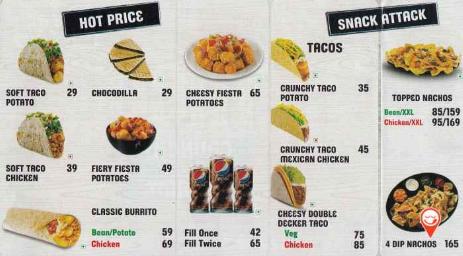 HOT PRICE
SOFT TACO POTATO 29
CHOCODILLA 29
CHEESY FIESTA POTATOES 65
SOFT TACO CHICKEN 39
FIERY FIESTA POTATOES 49
CLASSIC BURRITO
Bean/Potato 59
Chicken 69
pepsi
Fill Once 42
Fill Twice 65
SNACK ATTACK
TACOS
CRUNCHY TACO POTATO 35
CRUNCHY TACO MEXICAN CHICKEN 45
CHEESY DOUBLE DECKER TACO
Veg 75
Chicken 85
TOPPED NACHOS
Bean/XXL 85/159
Chicken/XXL 95/169
4 DIP NACHOS 165